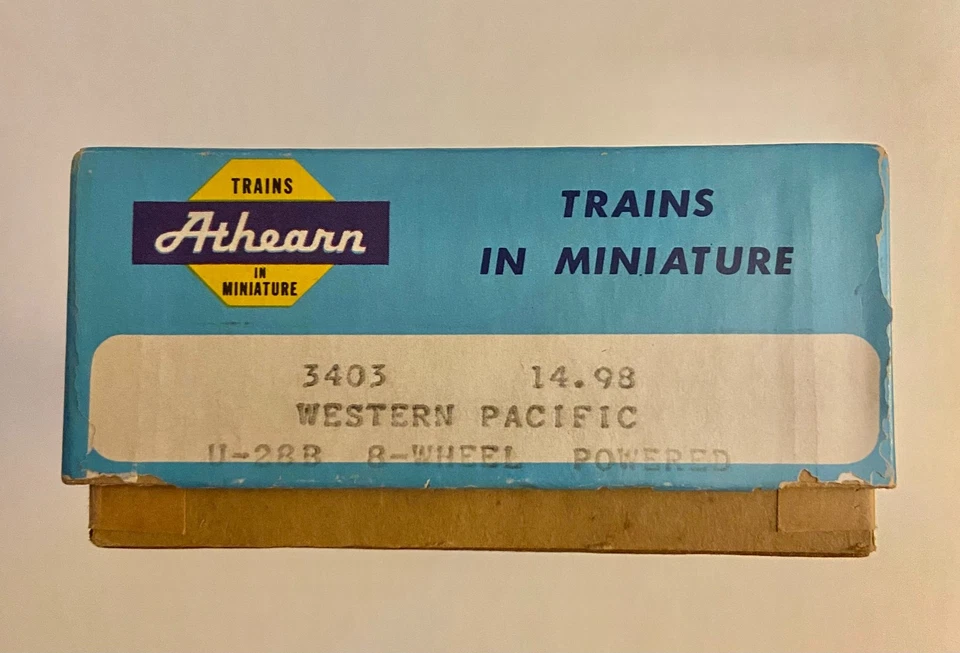 TRAINS
Athearn
IN
MINIATURE
TRAINS
IN MINIATURE
3403 14.98
WESTERN PACIFIC
U-28B 8-WHEEL POWERED